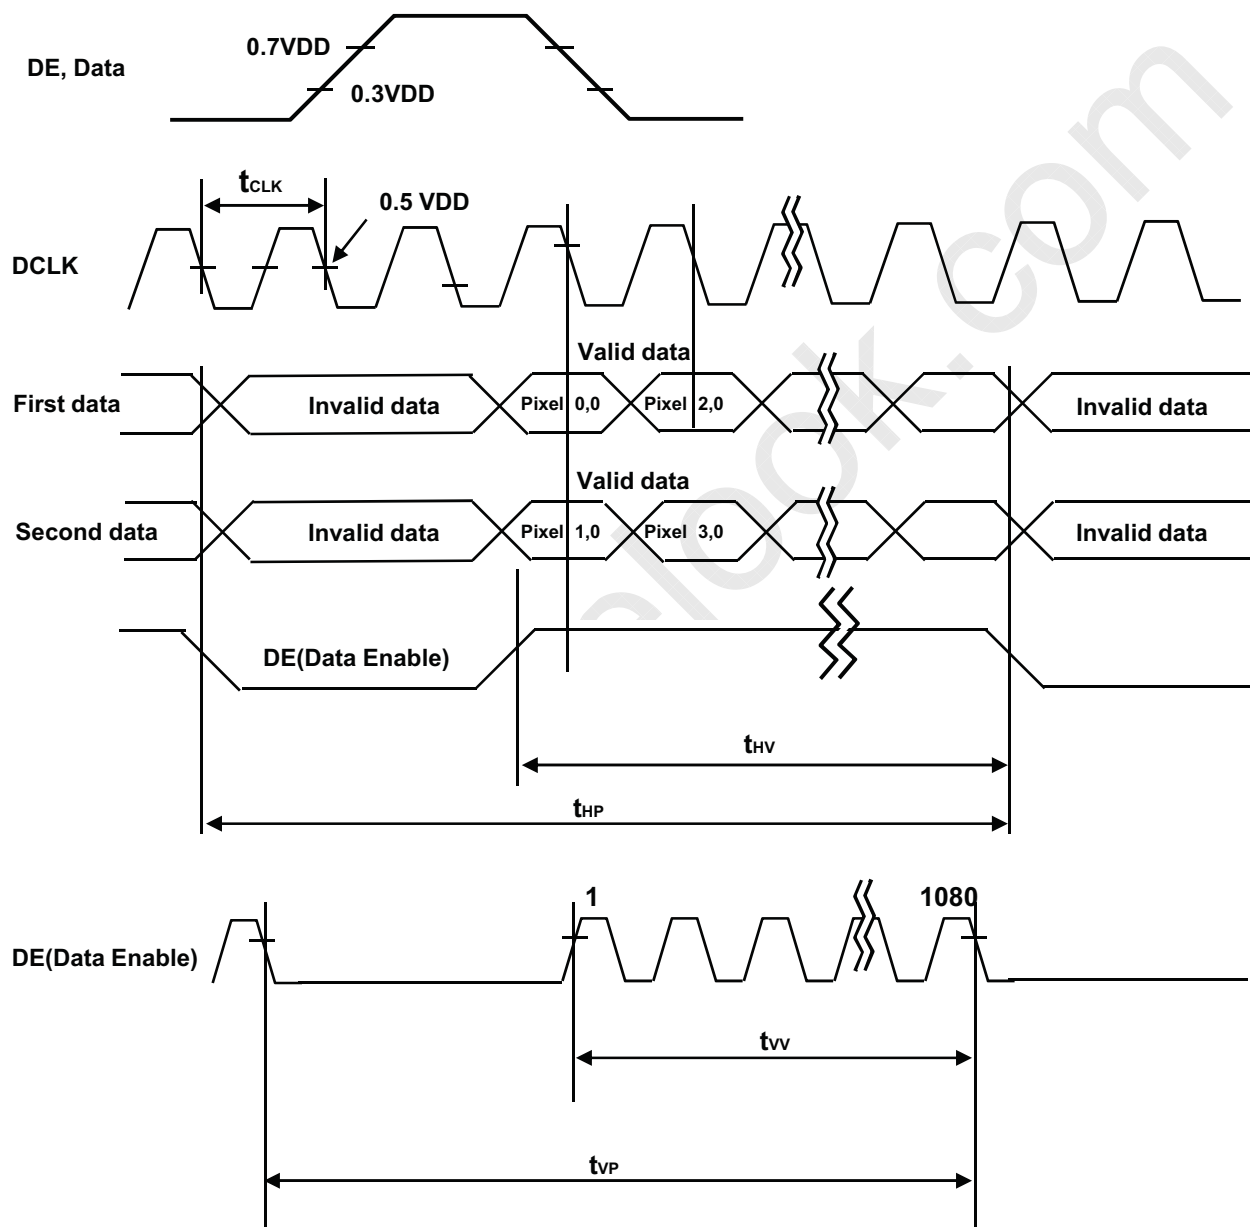 0.7VDD
DE, Data
0.3VDD
tCLK
0.5 VDD
DCLK
Valid data
First data
Invalid data
Pixel 0,0
Pixel 2,0
Invalid data
Valid data
Second data
Invalid data
Pixel 1,0
Pixel 3,0
Invalid data
DE(Data Enable)
tHV
tHP
1
1080
DE(Data Enable)
tVV
tVP
elook.com